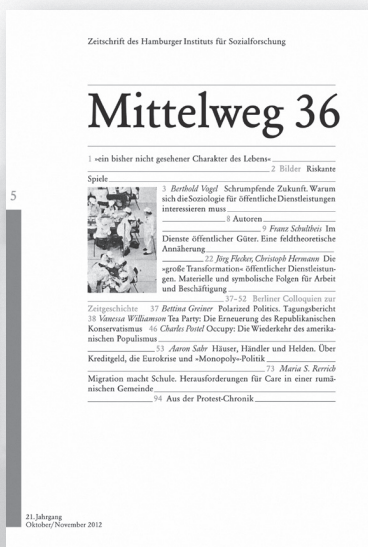 Zeitschrift des Hamburger Instituts für Sozialforschung
Mittelweg 36
1 »ein bisher nicht gesehener Charakter des Lebens«
2 Bilder Riskante
Spiele
3 Berthold Vogel Schrumpfende Zukunft. Warum
sich die Soziologie für öffentliche Dienstleistungen
interessieren muss
8 Autoren
9 Franz Schultheis Im
Dienste öffentlicher Güter. Eine feldtheoretische
Annäherung
22 Jörg Flecker, Christoph Hermann Die
»große Transformation« öffentlicher Dienstleistun-
gen. Materielle und symbolische Folgen für Arbeit
und Beschäftigung
37–52 Berliner Colloquien zur
Zeitgeschichte 37 Bettina Greiner Polarized Politics. Tagungsbericht
38 Vanessa Williamson Tea Party: Die Erneuerung des Republikanischen
Konservatismus 46 Charles Postel Occupy: Die Wiederkehr des amerika-
nischen Populismus
53 Aaron Sahr Häuser, Händler und Helden. Über
Kreditgeld, die Eurokrise und »Monopoly«-Politik
73 Maria S. Rerrich
Migration macht Schule. Herausforderungen für Care in einer rumä-
nischen Gemeinde
94 Aus der Protest-Chronik
5
21. Jahrgang
Oktober/November 2012